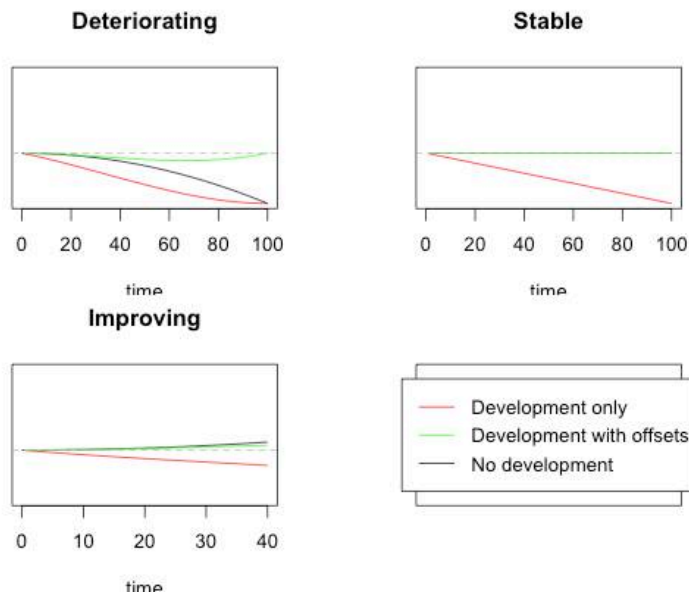 Deteriorating
Stable
0 20 40 60 80 100
0 20 40 60 80 100
time
time
Improving
Development only
Development with offsets
No development
0 10 20 30 40
time